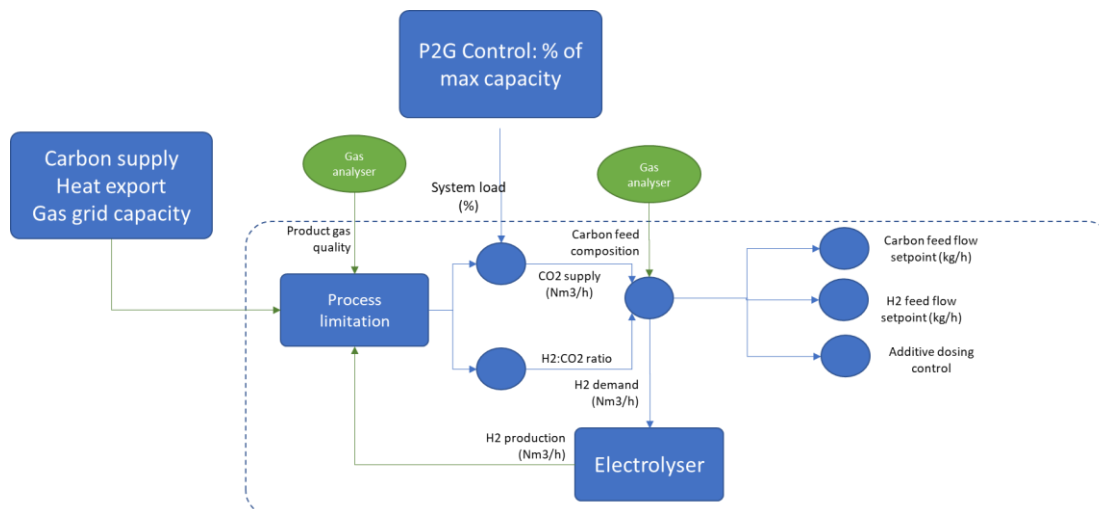 P2G Control: % of
max capacity
Carbon supply
Heat export
Gas grid capacity
Gas
analyser
Gas
analyser
System load
(%)
Product gas
quality
Carbon feed
composition
CO2 supply
(Nm3/h)
Process
limitation
H2:CO2 ratio
H2 demand
(Nm3/h)
H2 production
(Nm3/h)
Electrolyser
Carbon feed flow
setpoint (kg/h)
H2 feed flow
setpoint (kg/h)
Additive dosing
control